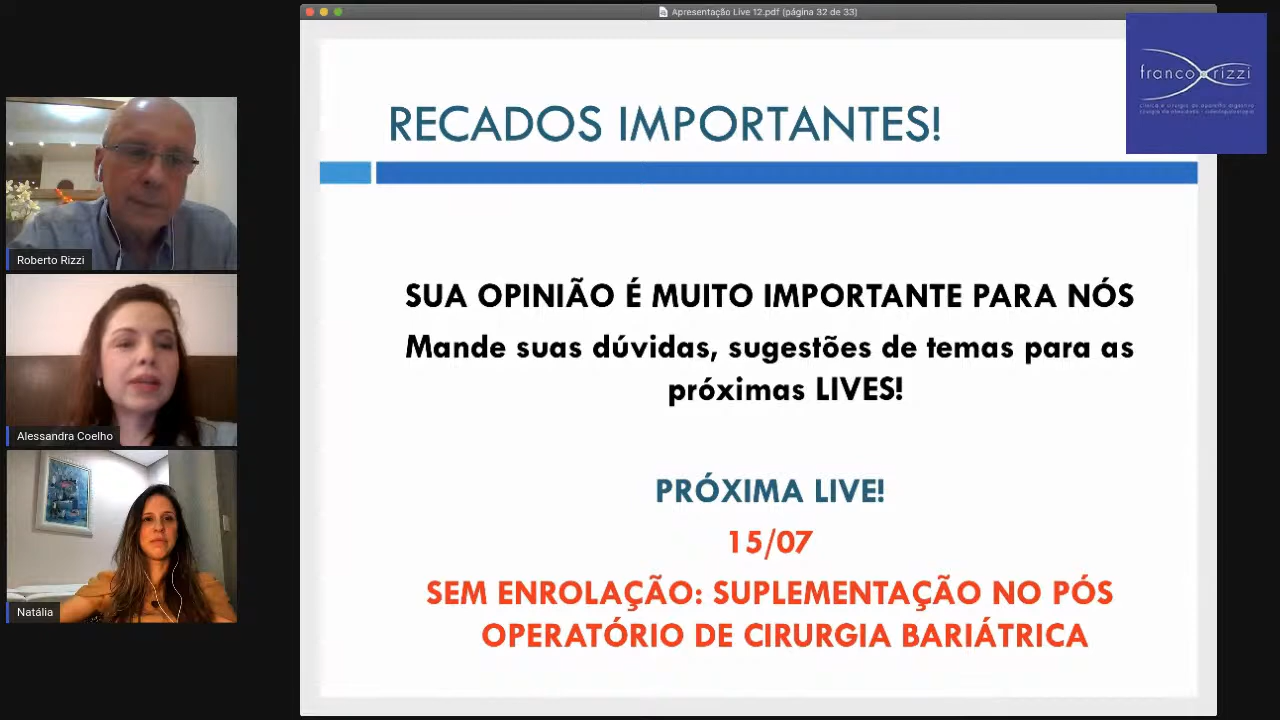 Apresentação Live 12.pdf (página 32 de 33)
franco rizzi
RECADOS IMPORTANTES!
SUA OPINIÃO É MUITO IMPORTANTE PARA NÓS
Mande suas dúvidas, sugestões de temas para as
próximas LIVES!
PRÓXIMA LIVE!
15/07
SEM ENROLAÇÃO: SUPLEMENTAÇÃO NO PÓS
OPERATÓRIO DE CIRURGIA BARIÁTRICA
Roberto Rizzi
Alessandra Coelho
Natália